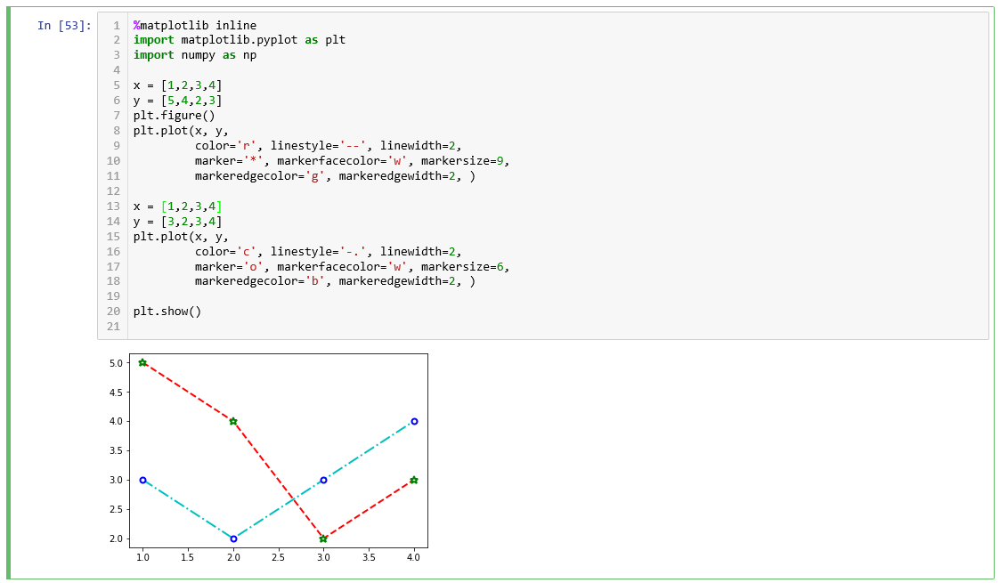 In [53]:
1 %matplotlib inline
2 import matplotlib.pyplot as plt
3 import numpy as np
4
5 x = [1,2,3,4]
6 y = [5,4,2,3]
7 plt.figure()
8 plt.plot(x, y,
9          color='r', linestyle='--', linewidth=2,
10          marker='*', markerfacecolor='w', markersize=9,
11          markeredgecolor='g', markeredgewidth=2, )
12
13 x = [1,2,3,4]
14 y = [3,2,3,4]
15 plt.plot(x, y,
16          color='c', linestyle='-.', linewidth=2,
17          marker='o', markerfacecolor='w', markersize=6,
18          markeredgecolor='b', markeredgewidth=2, )
19
20 plt.show()
21
5.0
4.5
4.0
3.5
3.0
2.5
2.0
1.0 1.5 2.0 2.5 3.0 3.5 4.0